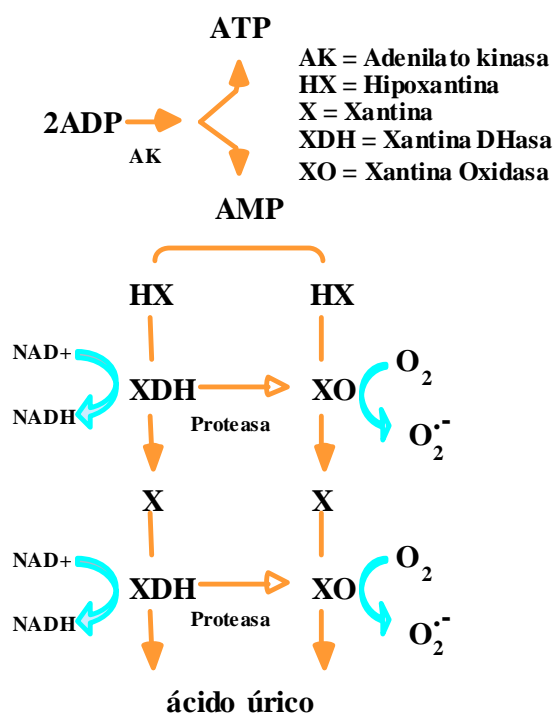 ATP
AK = Adenilato kinasa
HX = Hipoxantina
X = Xantina
XDH = Xantina DHasa
XO = Xantina Oxidasa
2ADP
AK
AMP
HX HX
NAD+ O2
XDH XO
NADH Proteasa O2·-
X X
NAD+ O2
XDH XO
NADH Proteasa O2·-
ácido úrico